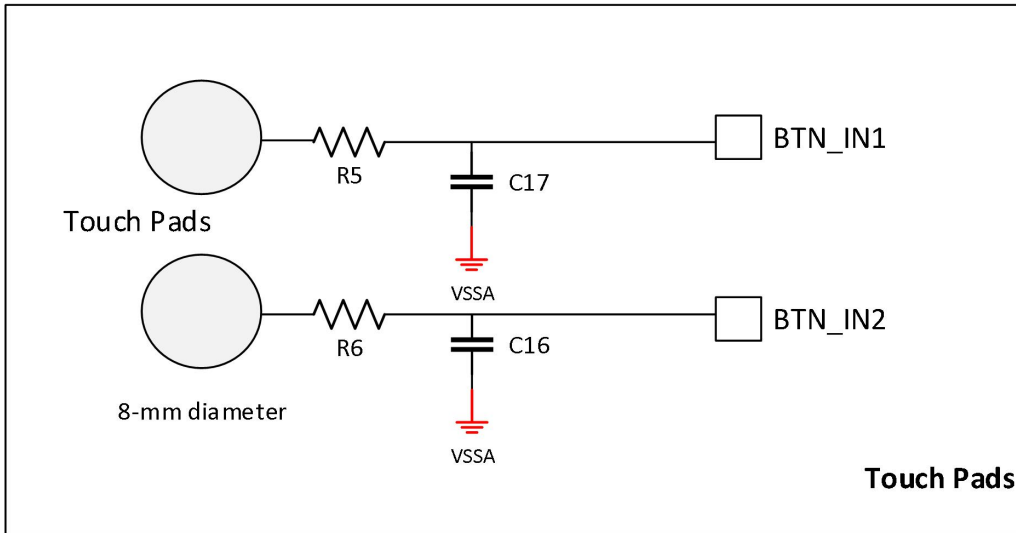 BTN_IN1
R5
C17
Touch Pads
VSSA
BTN_IN2
R6
C16
8-mm diameter
VSSA
Touch Pads